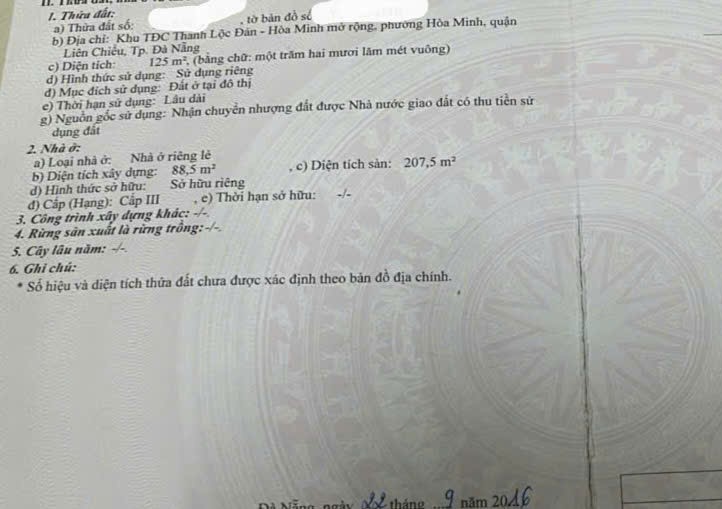 1. Thửa đất:
a) Thửa đất số: , tờ bản đồ số
b) Địa chỉ: Khu TĐC Thanh Lộc Đán - Hòa Minh mở rộng, phường Hòa Minh, quận
Liên Chiểu, Tp. Đà Nẵng
c) Diện tích: 125 m², (bằng chữ: một trăm hai mươi lăm mét vuông)
d) Hình thức sử dụng: Sử dụng riêng
đ) Mục đích sử dụng: Đất ở tại đô thị
e) Thời hạn sử dụng: Lâu dài
g) Nguồn gốc sử dụng: Nhận chuyển nhượng đất được Nhà nước giao đất có thu tiền sử
dụng đất
2. Nhà ở:
a) Loại nhà ở: Nhà ở riêng lẻ
b) Diện tích xây dựng: 88,5 m² , c) Diện tích sàn: 207,5 m²
d) Hình thức sở hữu: Sở hữu riêng
đ) Cấp (Hạng): Cấp III , e) Thời hạn sở hữu: -/-
3. Công trình xây dựng khác: -/-.
4. Rừng sản xuất là rừng trồng: -/-.
5. Cây lâu năm: -/-.
6. Ghi chú:
* Số hiệu và diện tích thửa đất chưa được xác định theo bản đồ địa chính.
Đà Nẵng, ngày 22 tháng 9 năm 2016